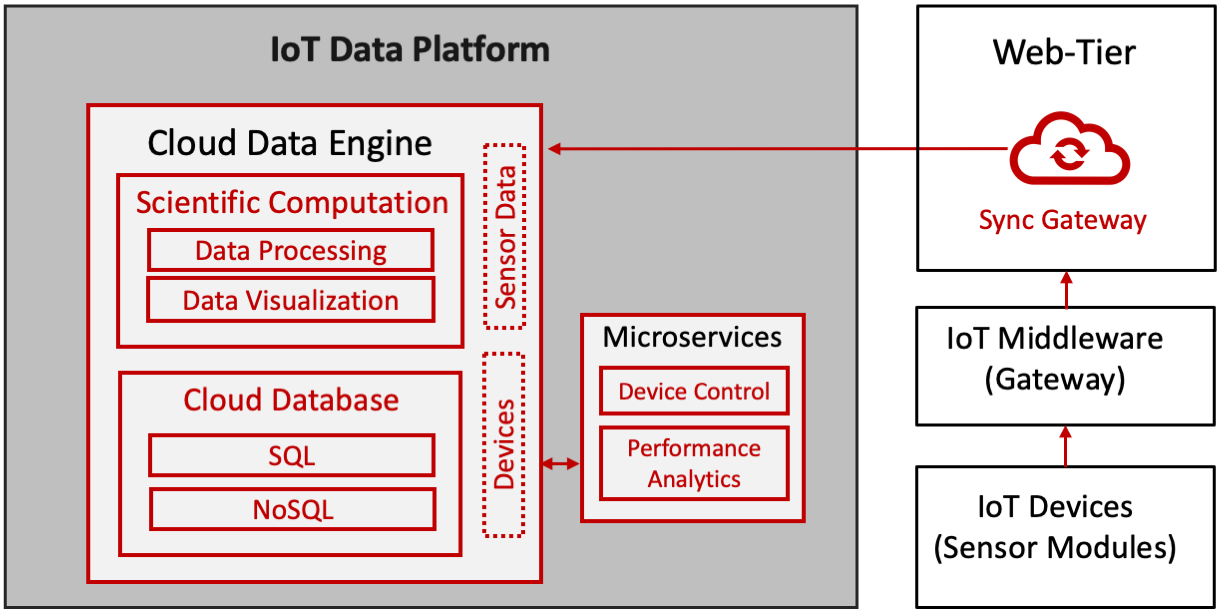 IoT Data Platform
Cloud Data Engine
Scientific Computation
Data Processing
Data Visualization
Cloud Database
SQL
NoSQL
Sensor Data
Devices
Microservices
Device Control
Performance
Analytics
Web-Tier
Sync Gateway
IoT Middleware
(Gateway)
IoT Devices
(Sensor Modules)